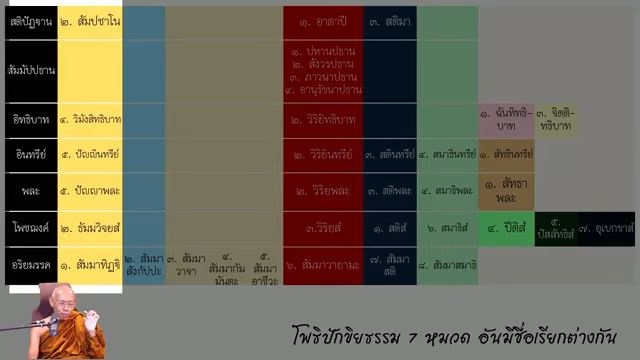 สติปัฏฐาน ๒. สัมปชาโน ๑. อาตาปี ๓. สติมา
สัมมัปปธาน
๑. ปหานปธาน
๒. สังวรปธาน
๓. ภาวนาปธาน
๔. อานุรักขนาปธาน
อิทธิบาท ๔. วิมังสิทธิบาท ๒. วิริยิทธิบาท ๑. ฉันทิทธิ-บาท ๓. จิตติ-ทธิบาท
อินทรีย์ ๕. ปัญญินทรีย์ ๒. วิริยินทรีย์ ๓. สตินทรีย์ ๔. สมาธินทรีย์ ๑. สัทธินทรีย์
พละ ๕. ปัญญาพละ ๒. วิริยพละ ๓. สติพละ ๔. สมาธิพละ ๑. สัทธาพละ
โพชฌงค์ ๒. ธัมมวิจยสํ ๓.วิริยสํ ๑. สติสํ ๖. สมาธิสํ ๔. ปีติสํ ๕. ปัสสัทธิสํ ๗. อุเบกขาสํ
อริยมรรค ๑. สัมมาทิฏฐิ ๒. สัมมาสังกัปปะ ๓. สัมมาวาจา ๔. สัมมากัมมันตะ ๕. สัมมาอาชีวะ ๖. สัมมาวายามะ ๗. สัมมาสติ ๘. สัมมาสมาธิ
โพธิปักขิยธรรม 7 หมวด อันมีชื่อเรียกต่างกัน